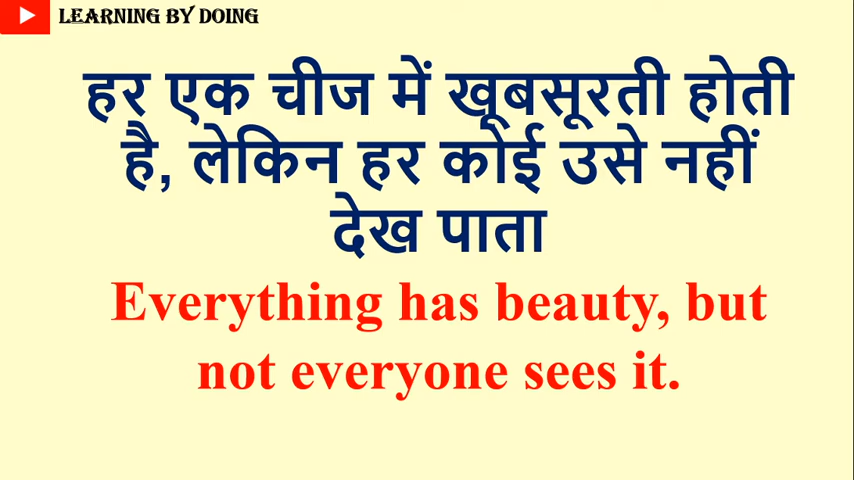 LEARNING BY DOING
हर एक चीज में खूबसूरती होती
है, लेकिन हर कोई उसे नहीं
देख पाता
Everything has beauty, but
not everyone sees it.